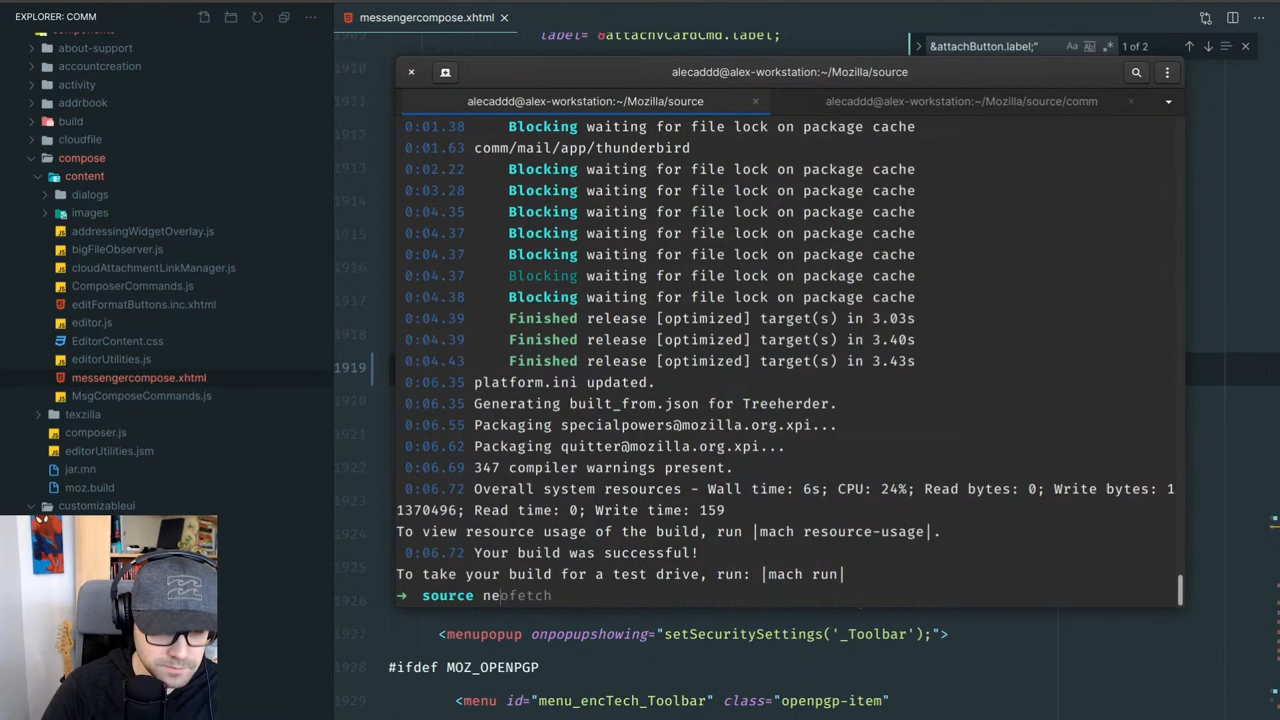 EXPLORER: COMM
messengercompose.xhtml
components
about-support
accountcreation
activity
addrbook
build
cloudfile
compose
content
dialogs
images
addressingWidgetOverlay.js
bigFileObserver.js
cloudAttachmentLinkManager.js
ComposerCommands.js
editFormatButtons.inc.xhtml
editor.js
EditorContent.css
editorUtilities.js
messengercompose.xhtml
MsgComposeCommands.js
texzilla
composer.js
editorUtilities.jsm
jar.mn
moz.build
customizableui
1909 label="&attachVCardCmd.label;"
1910
1911
1912
1913
1914
1915
1916
1917
1918
1919
1920
1921
1922
1923
1924
1925
1926
1927 <menupopup onpopupshowing="setSecuritySettings('_Toolbar');">
1928 #ifdef MOZ_OPENPGP
1929 <menu id="menu_encTech_Toolbar" class="openpgp-item"
&attachButton.label;" Aa Ab .* 1 of 2
alecaddd@alex-workstation:~/Mozilla/source
alecaddd@alex-workstation:~/Mozilla/source
alecaddd@alex-workstation:~/Mozilla/source/comm
0:01.38 Blocking waiting for file lock on package cache
0:01.63 comm/mail/app/thunderbird
0:02.22 Blocking waiting for file lock on package cache
0:03.28 Blocking waiting for file lock on package cache
0:04.35 Blocking waiting for file lock on package cache
0:04.37 Blocking waiting for file lock on package cache
0:04.37 Blocking waiting for file lock on package cache
0:04.37 Blocking waiting for file lock on package cache
0:04.38 Blocking waiting for file lock on package cache
0:04.39 Finished release [optimized] target(s) in 3.03s
0:04.39 Finished release [optimized] target(s) in 3.40s
0:04.43 Finished release [optimized] target(s) in 3.43s
0:06.35 platform.ini updated.
0:06.35 Generating built_from.json for Treeherder.
0:06.55 Packaging specialpowers@mozilla.org.xpi...
0:06.62 Packaging quitter@mozilla.org.xpi...
0:06.69 347 compiler warnings present.
0:06.72 Overall system resources - Wall time: 6s; CPU: 24%; Read bytes: 0; Write bytes: 1
1370496; Read time: 0; Write time: 159
To view resource usage of the build, run |mach resource-usage|.
0:06.72 Your build was successful!
To take your build for a test drive, run: |mach run|
→ source neofetch